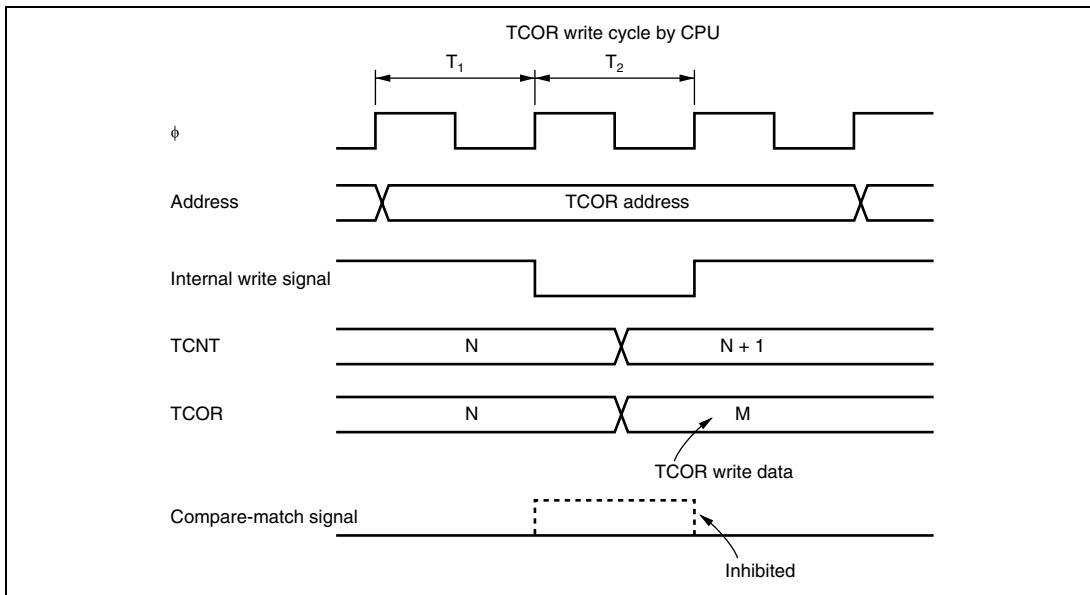 TCOR write cycle by CPU
T₁ T₂
ϕ
Address
TCOR address
Internal write signal
TCNT
N
N + 1
TCOR
N
M
TCOR write data
Compare-match signal
Inhibited